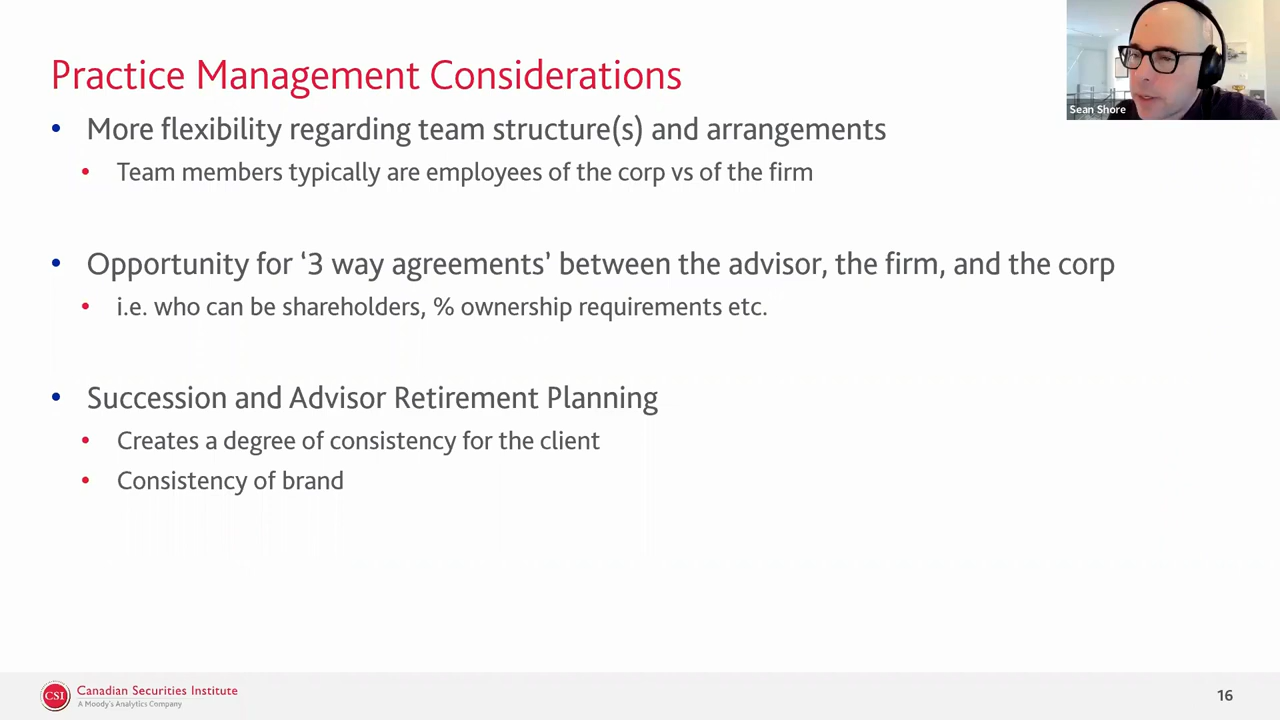 Practice Management Considerations
• More flexibility regarding team structure(s) and arrangements
• Team members typically are employees of the corp vs of the firm
• Opportunity for ‘3 way agreements’ between the advisor, the firm, and the corp
• i.e. who can be shareholders, % ownership requirements etc.
• Succession and Advisor Retirement Planning
• Creates a degree of consistency for the client
• Consistency of brand
Sean Shore
CSI
Canadian Securities Institute
A Moody's Analytics Company
16